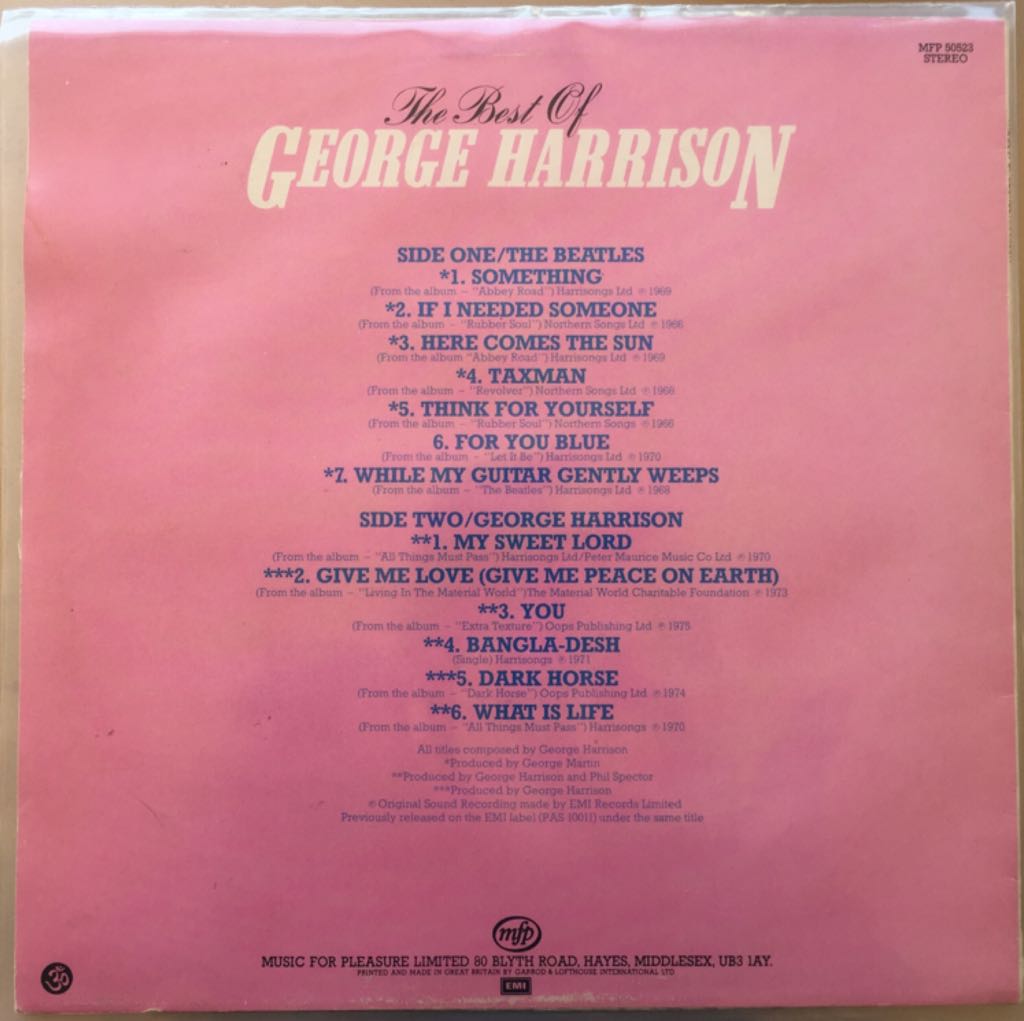 MFP 50523
STEREO
The Best Of
GEORGE HARRISON
SIDE ONE/THE BEATLES
*1. SOMETHING
(From the album – "Abbey Road") Harrisongs Ltd ℗ 1969
*2. IF I NEEDED SOMEONE
(From the album – "Rubber Soul") Northern Songs Ltd ℗ 1966
*3. HERE COMES THE SUN
(From the album "Abbey Road") Harrisongs Ltd ℗ 1969
*4. TAXMAN
(From the album – "Revolver") Northern Songs Ltd ℗ 1966
*5. THINK FOR YOURSELF
(From the album – "Rubber Soul") Northern Songs ℗ 1966
6. FOR YOU BLUE
(From the album – "Let It Be") Harrisongs Ltd ℗ 1970
*7. WHILE MY GUITAR GENTLY WEEPS
(From the album – "The Beatles") Harrisongs Ltd ℗ 1968
SIDE TWO/GEORGE HARRISON
**1. MY SWEET LORD
(From the album – "All Things Must Pass") Harrisongs Ltd/Peter Maurice Music Co Ltd ℗ 1970
***2. GIVE ME LOVE (GIVE ME PEACE ON EARTH)
(From the album – "Living In The Material World") The Material World Charitable Foundation ℗ 1973
**3. YOU
(From the album – "Extra Texture") Oops Publishing Ltd ℗ 1975
**4. BANGLA-DESH
(Single) Harrisongs ℗ 1971
***5. DARK HORSE
(From the album – "Dark Horse") Oops Publishing Ltd ℗ 1974
**6. WHAT IS LIFE
(From the album – "All Things Must Pass") Harrisongs ℗ 1970
All titles composed by George Harrison
*Produced by George Martin
**Produced by George Harrison and Phil Spector
***Produced by George Harrison
℗ Original Sound Recording made by EMI Records Limited
Previously released on the EMI label (PAS 10011) under the same title
mfp
MUSIC FOR PLEASURE LIMITED 80 BLYTH ROAD, HAYES, MIDDLESEX, UB3 1AY.
PRINTED AND MADE IN GREAT BRITAIN BY GARROD & LOFTHOUSE INTERNATIONAL LTD
EMI
ॐ